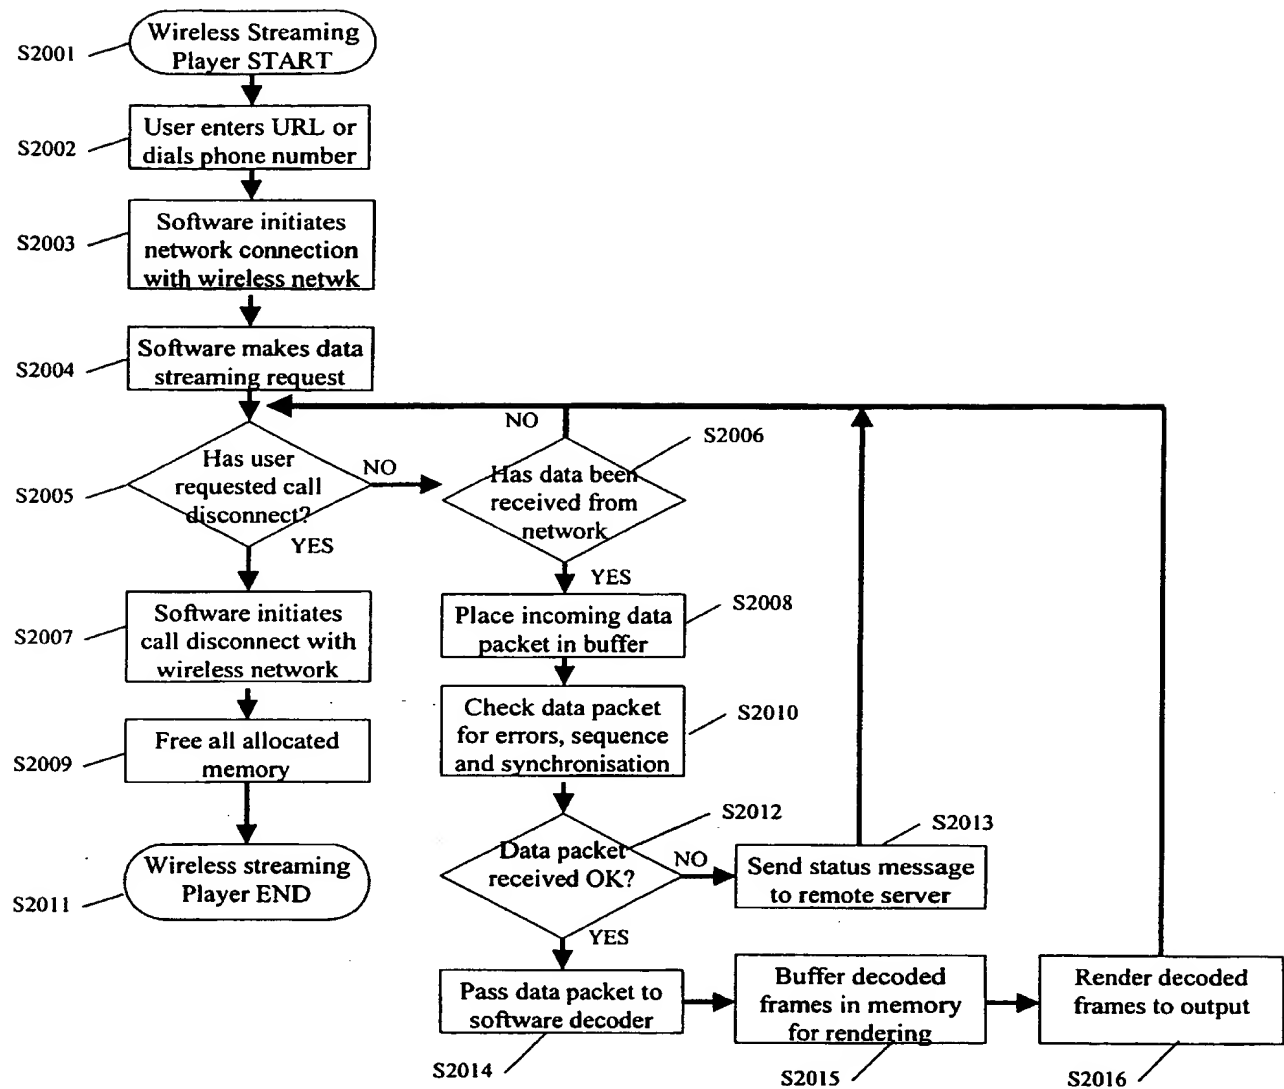 Wireless Streaming
Player START
S2001
User enters URL or
dials phone number
S2002
Software initiates
network connection
with wireless netwk
S2003
Software makes data
streaming request
S2004
Has user
requested call
disconnect?
S2005
NO
YES
NO
S2006
Has data been
received from
network
YES
Software initiates
call disconnect with
wireless network
S2007
Place incoming data
packet in buffer
S2008
Free all allocated
memory
S2009
Check data packet
for errors, sequence
and synchronisation
S2010
Wireless streaming
Player END
S2011
Data packet
received OK?
S2012
NO
YES
Send status message
to remote server
S2013
Pass data packet to
software decoder
S2014
Buffer decoded
frames in memory
for rendering
S2015
Render decoded
frames to output
S2016